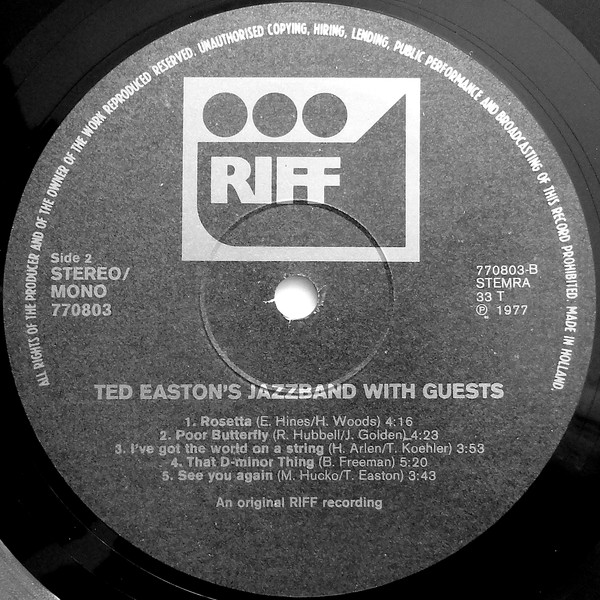 ALL RIGHTS OF THE PRODUCER AND OF THE OWNER OF THE WORK REPRODUCED RESERVED. UNAUTHORISED COPYING, HIRING, LENDING, PUBLIC PERFORMANCE AND BROADCASTING OF THIS RECORD PROHIBITED. MADE IN HOLLAND.
RIFF
Side 2
STEREO/
MONO
770803
770803-B
STEMRA
33 T
℗ 1977
TED EASTON'S JAZZBAND WITH GUESTS
1. Rosetta (E. Hines/H. Woods) 4:16
2. Poor Butterfly (R. Hubbell/J. Golden) 4:23
3. I've got the world on a string (H. Arlen/T. Koehler) 3:53
4. That D-minor Thing (B. Freeman) 5:20
5. See you again (M. Hucko/T. Easton) 3:43
An original RIFF recording